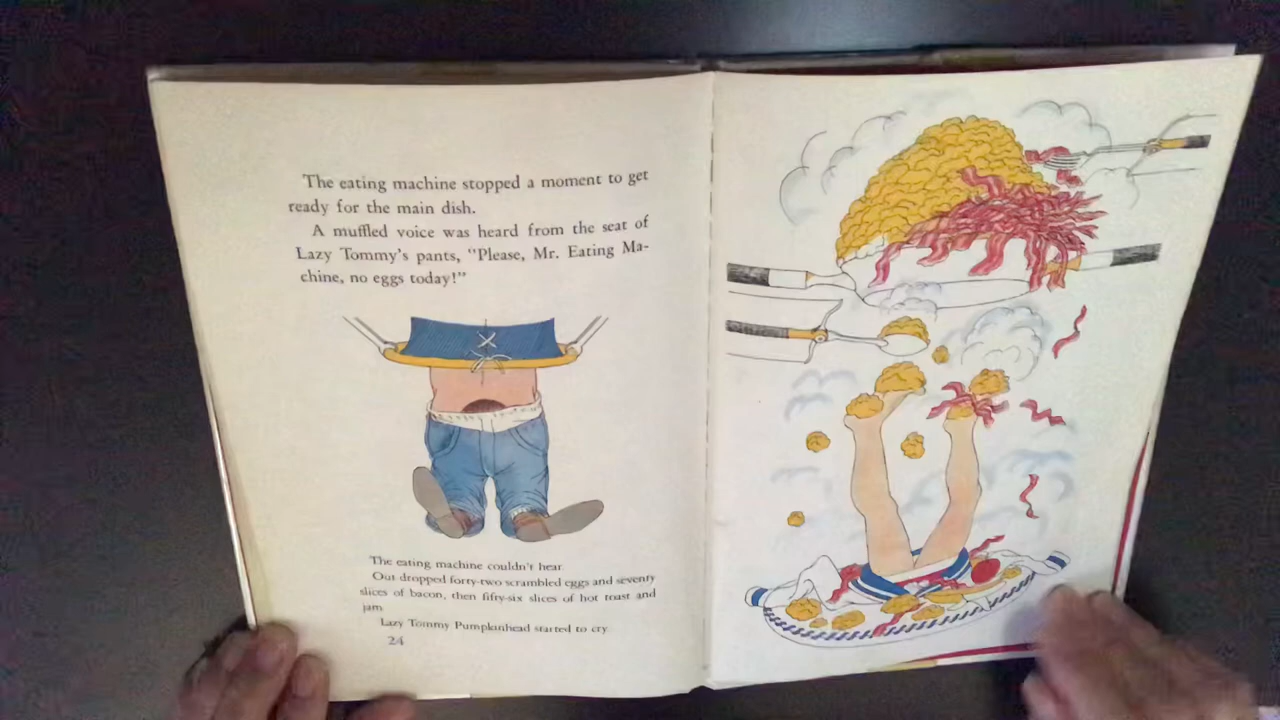 The eating machine stopped a moment to get
ready for the main dish.
A muffled voice was heard from the seat of
Lazy Tommy's pants, "Please, Mr. Eating Ma-
chine, no eggs today!"
The eating machine couldn't hear.
Out dropped forty-two scrambled eggs and seventy
slices of bacon, then fifty-six slices of hot toast and
jam.
Lazy Tommy Pumpkinhead started to cry.
24